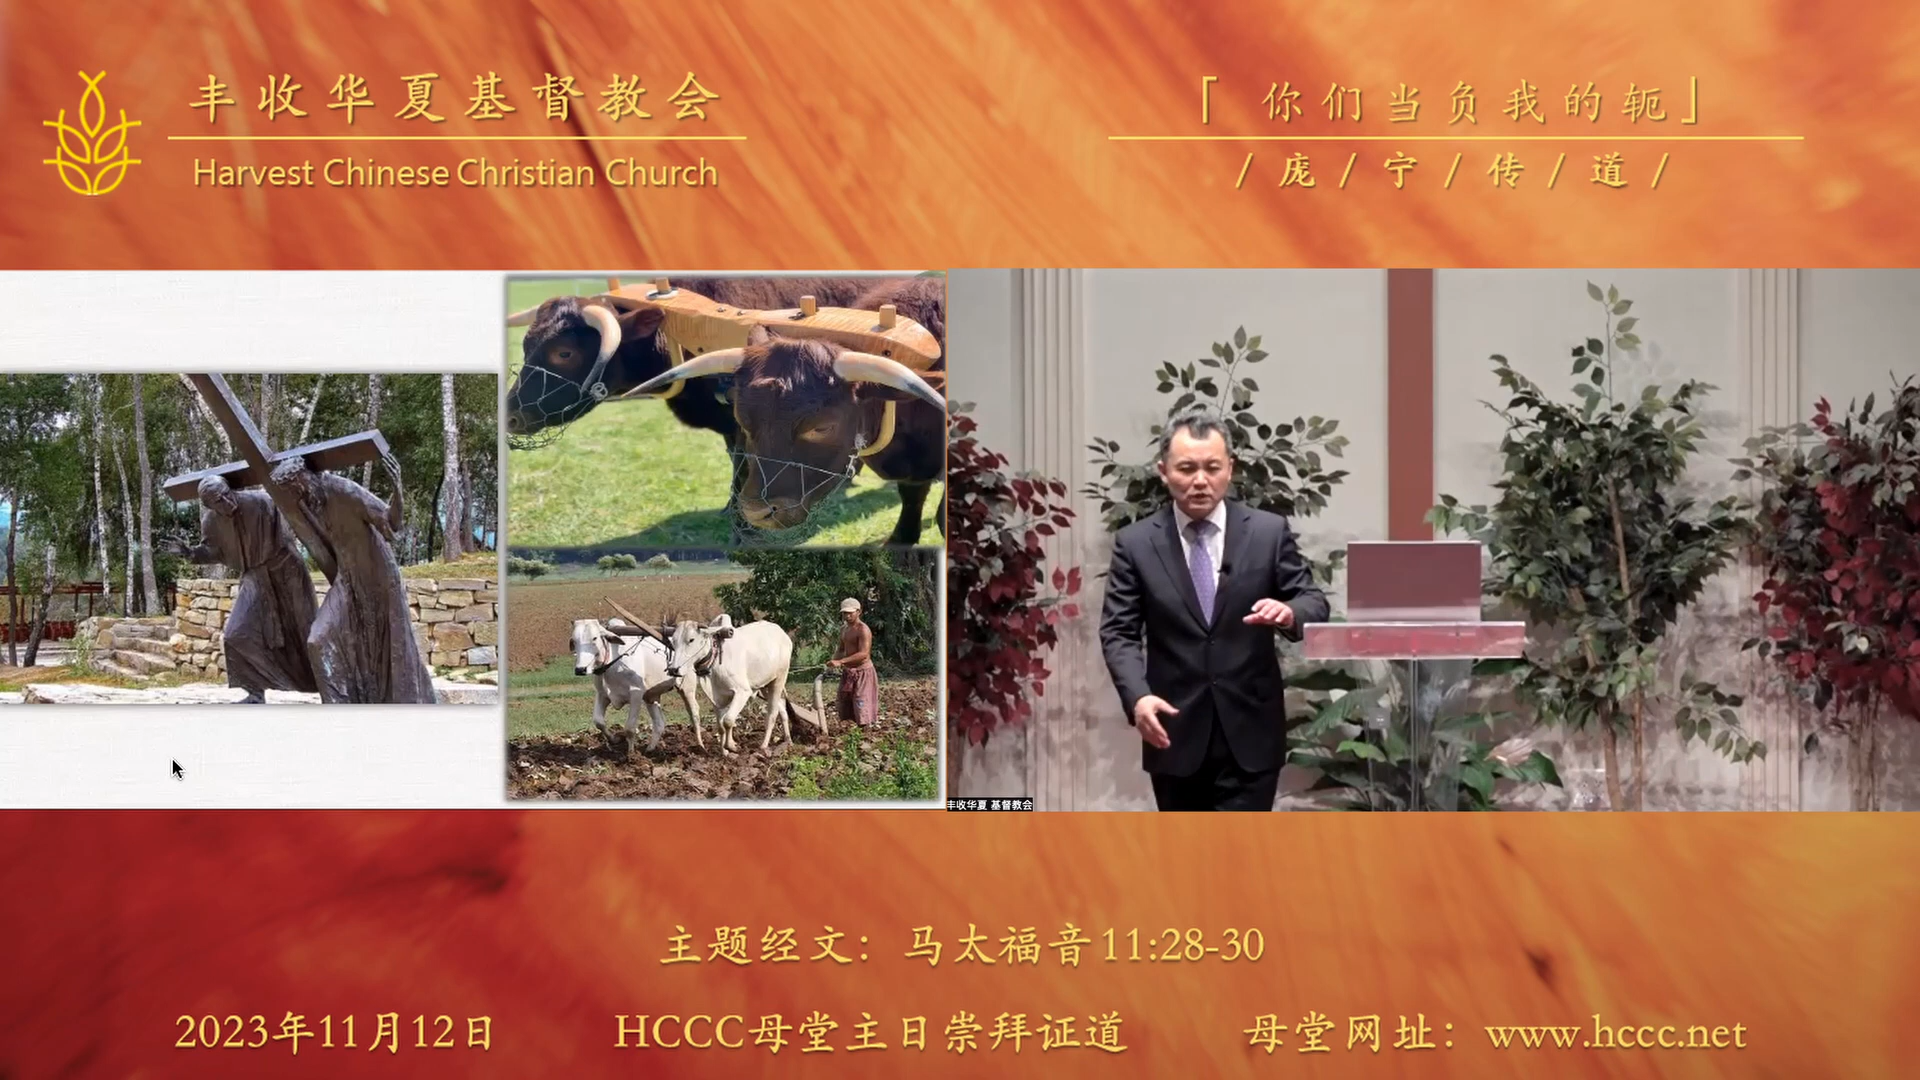 丰收华夏基督教会
Harvest Chinese Christian Church
「你们当负我的轭」
/ 庞 / 宁 / 传 / 道 /
丰收华夏 基督教会
主题经文：马太福音11:28-30
2023年11月12日
HCCC母堂主日崇拜证道
母堂网址：www.hccc.net